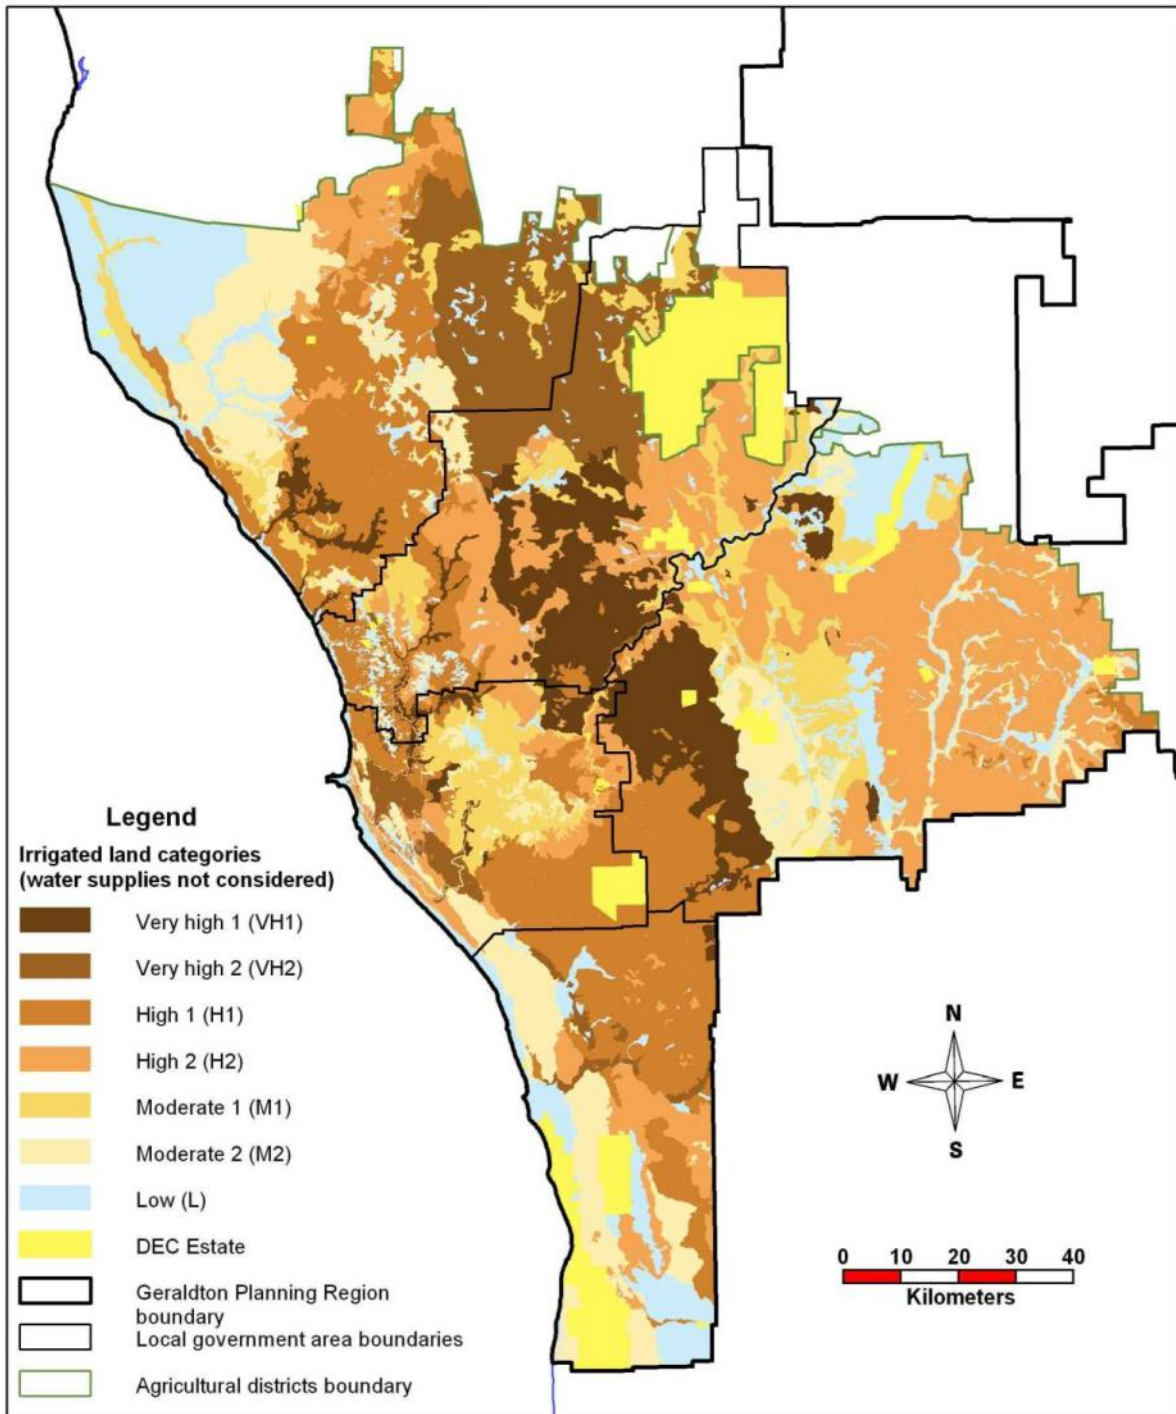 Legend
Irrigated land categories
(water supplies not considered)
Very high 1 (VH1)
Very high 2 (VH2)
High 1 (H1)
High 2 (H2)
Moderate 1 (M1)
Moderate 2 (M2)
Low (L)
DEC Estate
Geraldton Planning Region
boundary
Local government area boundaries
Agricultural districts boundary
N
W E
S
0 10 20 30 40
Kilometers